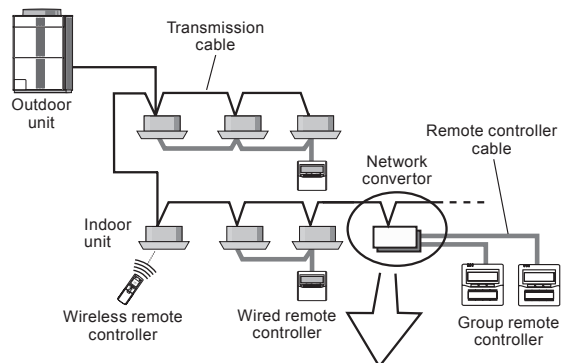 Transmission
cable
Outdoor
unit
Remote controller
cable
Network
convertor
Indoor
unit
Wireless remote
controller
Wired remote
controller
Group remote
controller